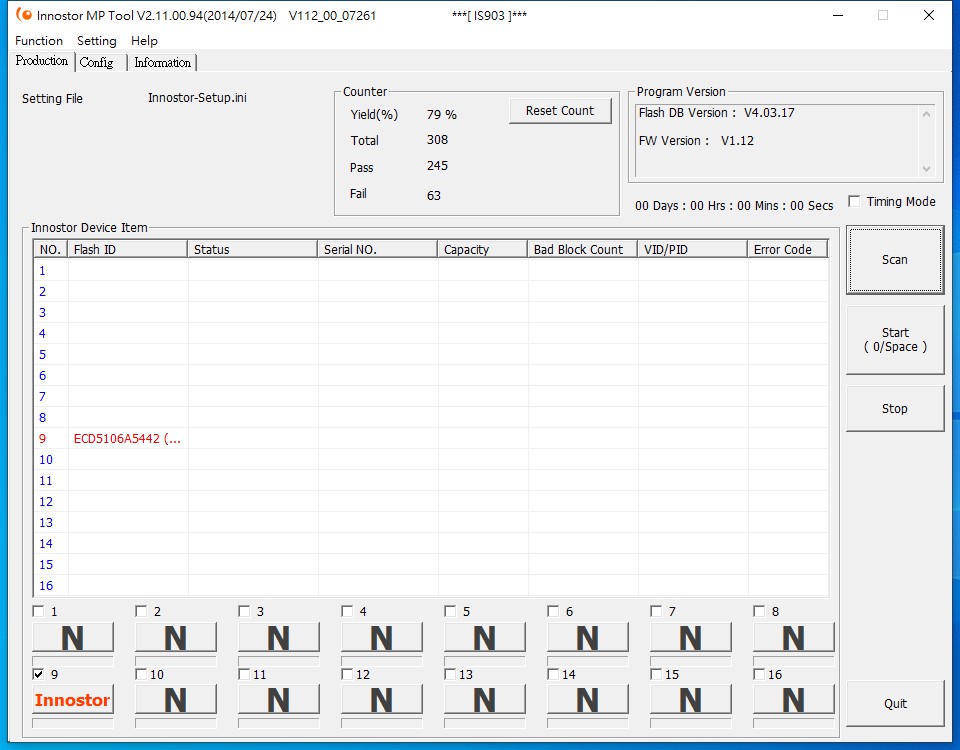 Innostor MP Tool V2.11.00.94(2014/07/24) V112_00_07261 ***[ IS903 ]***
Function Setting Help
Production Config Information
Setting File Innostor-Setup.ini
Counter
Yield(%) 79 %
Reset Count
Total 308
Pass 245
Fail 63
Program Version
Flash DB Version : V4.03.17
FW Version : V1.12
00 Days : 00 Hrs : 00 Mins : 00 Secs
Timing Mode
Innostor Device Item
NO. Flash ID Status Serial NO. Capacity Bad Block Count VID/PID Error Code
1
2
3
4
5
6
7
8
9 ECD5106A5442 (...
10
11
12
13
14
15
16
Scan
Start
( 0/Space )
Stop
1 2 3 4 5 6 7 8
N N N N N N N N
9 10 11 12 13 14 15 16
Innostor N N N N N N N
Quit